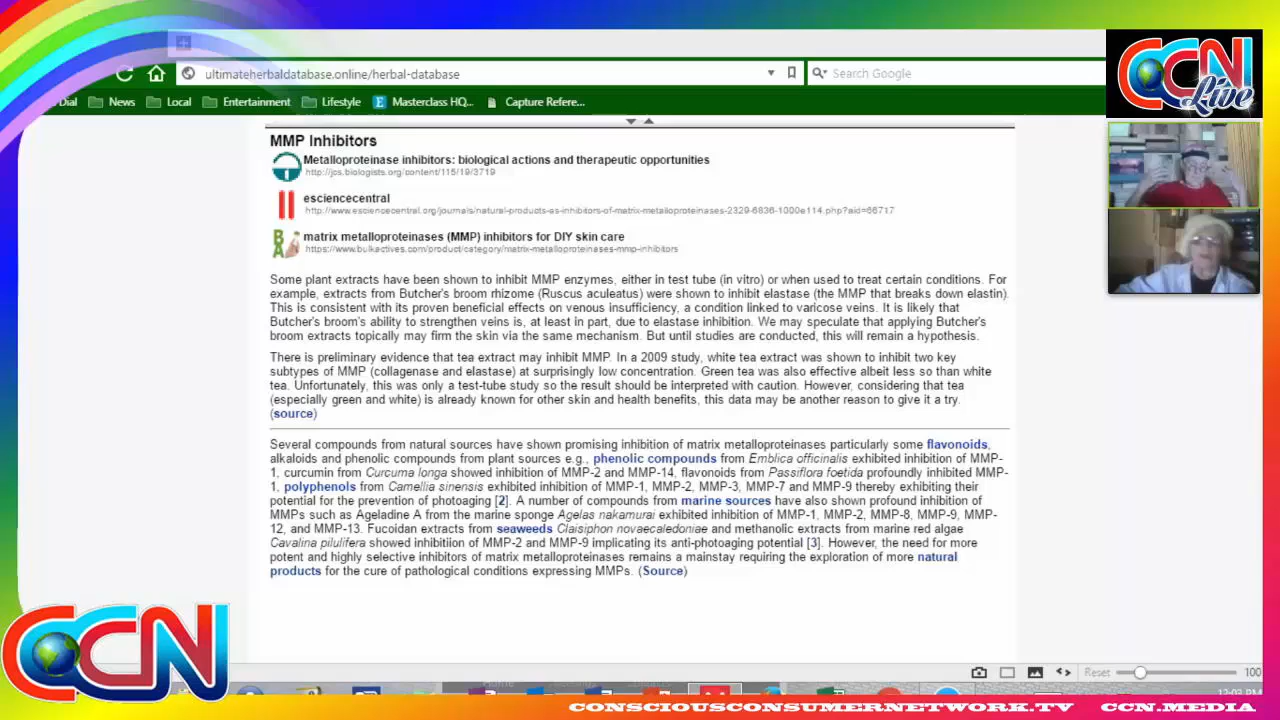 ultimateherbaldatabase.online/herbal-database
Search Google
CCN
Live
Dial
News
Local
Entertainment
Lifestyle
Masterclass HQ...
Capture Refere...
MMP Inhibitors
Metalloproteinase inhibitors: biological actions and therapeutic opportunities
http://jcs.biologists.org/content/115/19/3719
esciencecentral
http://www.esciencecentral.org/journals/natural-products-as-inhibitors-of-matrix-metalloproteinases-2329-6836-1000e114.php?aid=66717
BA
matrix metalloproteinases (MMP) inhibitors for DIY skin care
https://www.bulkactives.com/product/category/matrix-metalloproteinases-mmp-inhibitors
Some plant extracts have been shown to inhibit MMP enzymes, either in test tube (in vitro) or when used to treat certain conditions. For
example, extracts from Butcher's broom rhizome (Ruscus aculeatus) were shown to inhibit elastase (the MMP that breaks down elastin).
This is consistent with its proven beneficial effects on venous insufficiency, a condition linked to varicose veins. It is likely that
Butcher's broom's ability to strengthen veins is, at least in part, due to elastase inhibition. We may speculate that applying Butcher's
broom extracts topically may firm the skin via the same mechanism. But until studies are conducted, this will remain a hypothesis.
There is preliminary evidence that tea extract may inhibit MMP. In a 2009 study, white tea extract was shown to inhibit two key
subtypes of MMP (collagenase and elastase) at surprisingly low concentration. Green tea was also effective albeit less so than white
tea. Unfortunately, this was only a test-tube study so the result should be interpreted with caution. However, considering that tea
(especially green and white) is already known for other skin and health benefits, this data may be another reason to give it a try.
(source)
Several compounds from natural sources have shown promising inhibition of matrix metalloproteinases particularly some flavonoids,
alkaloids and phenolic compounds from plant sources e.g., phenolic compounds from Emblica officinalis exhibited inhibition of MMP-
1, curcumin from Curcuma longa showed inhibition of MMP-2 and MMP-14, flavonoids from Passiflora foetida profoundly inhibited MMP-
1, polyphenols from Camellia sinensis exhibited inhibition of MMP-1, MMP-2, MMP-3, MMP-7 and MMP-9 thereby exhibiting their
potential for the prevention of photoaging [2]. A number of compounds from marine sources have also shown profound inhibition of
MMPs such as Ageladine A from the marine sponge Agelas nakamurai exhibited inhibition of MMP-1, MMP-2, MMP-8, MMP-9, MMP-
12, and MMP-13. Fucoidan extracts from seaweeds Claisiphon novaecaledoniae and methanolic extracts from marine red algae
Cavalina pilulifera showed inhibitiion of MMP-2 and MMP-9 implicating its anti-photoaging potential [3]. However, the need for more
potent and highly selective inhibitors of matrix metalloproteinases remains a mainstay requiring the exploration of more natural
products for the cure of pathological conditions expressing MMPs. (Source)
CCN
Reset
100
12:03 PM
CONSCIOUSCONSUMERNETWORK.TV CCN.MEDIA